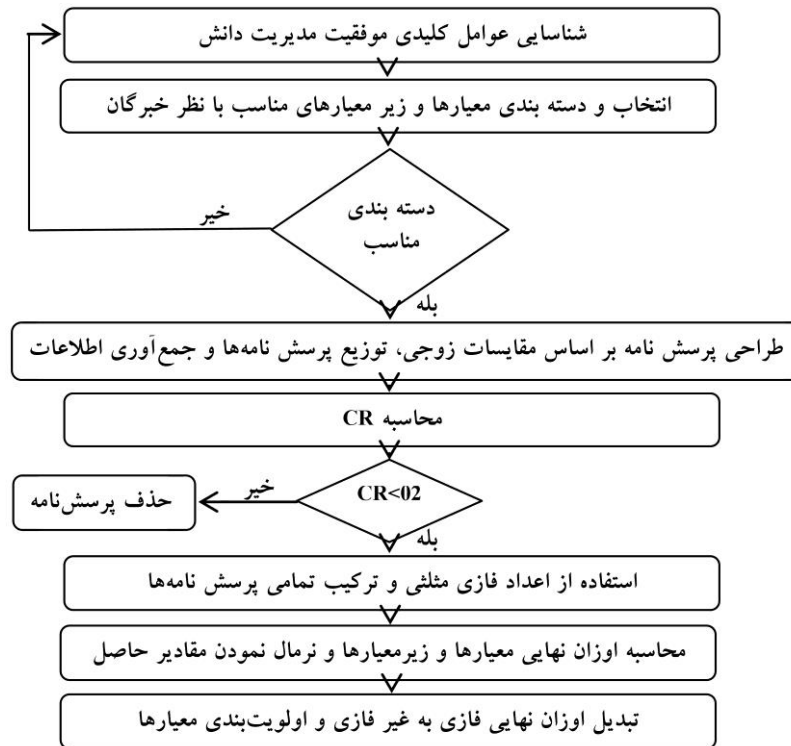 شناسایی عوامل کلیدی موفقیت مدیریت دانش
انتخاب و دسته بندی معیارها و زیر معیارهای مناسب با نظر خبرگان
دسته بندی
مناسب
خیر
بله
طراحی پرسش نامه بر اساس مقایسات زوجی، توزیع پرسش نامه‌ها و جمع‌آوری اطلاعات
محاسبه CR
CR<02
خیر
حذف پرسش‌نامه
بله
استفاده از اعداد فازی مثلثی و ترکیب تمامی پرسش نامه‌ها
محاسبه اوزان نهایی معیارها و زیرمعیارها و نرمال نمودن مقادیر حاصل
تبدیل اوزان نهایی فازی به غیر فازی و اولویت‌بندی معیارها